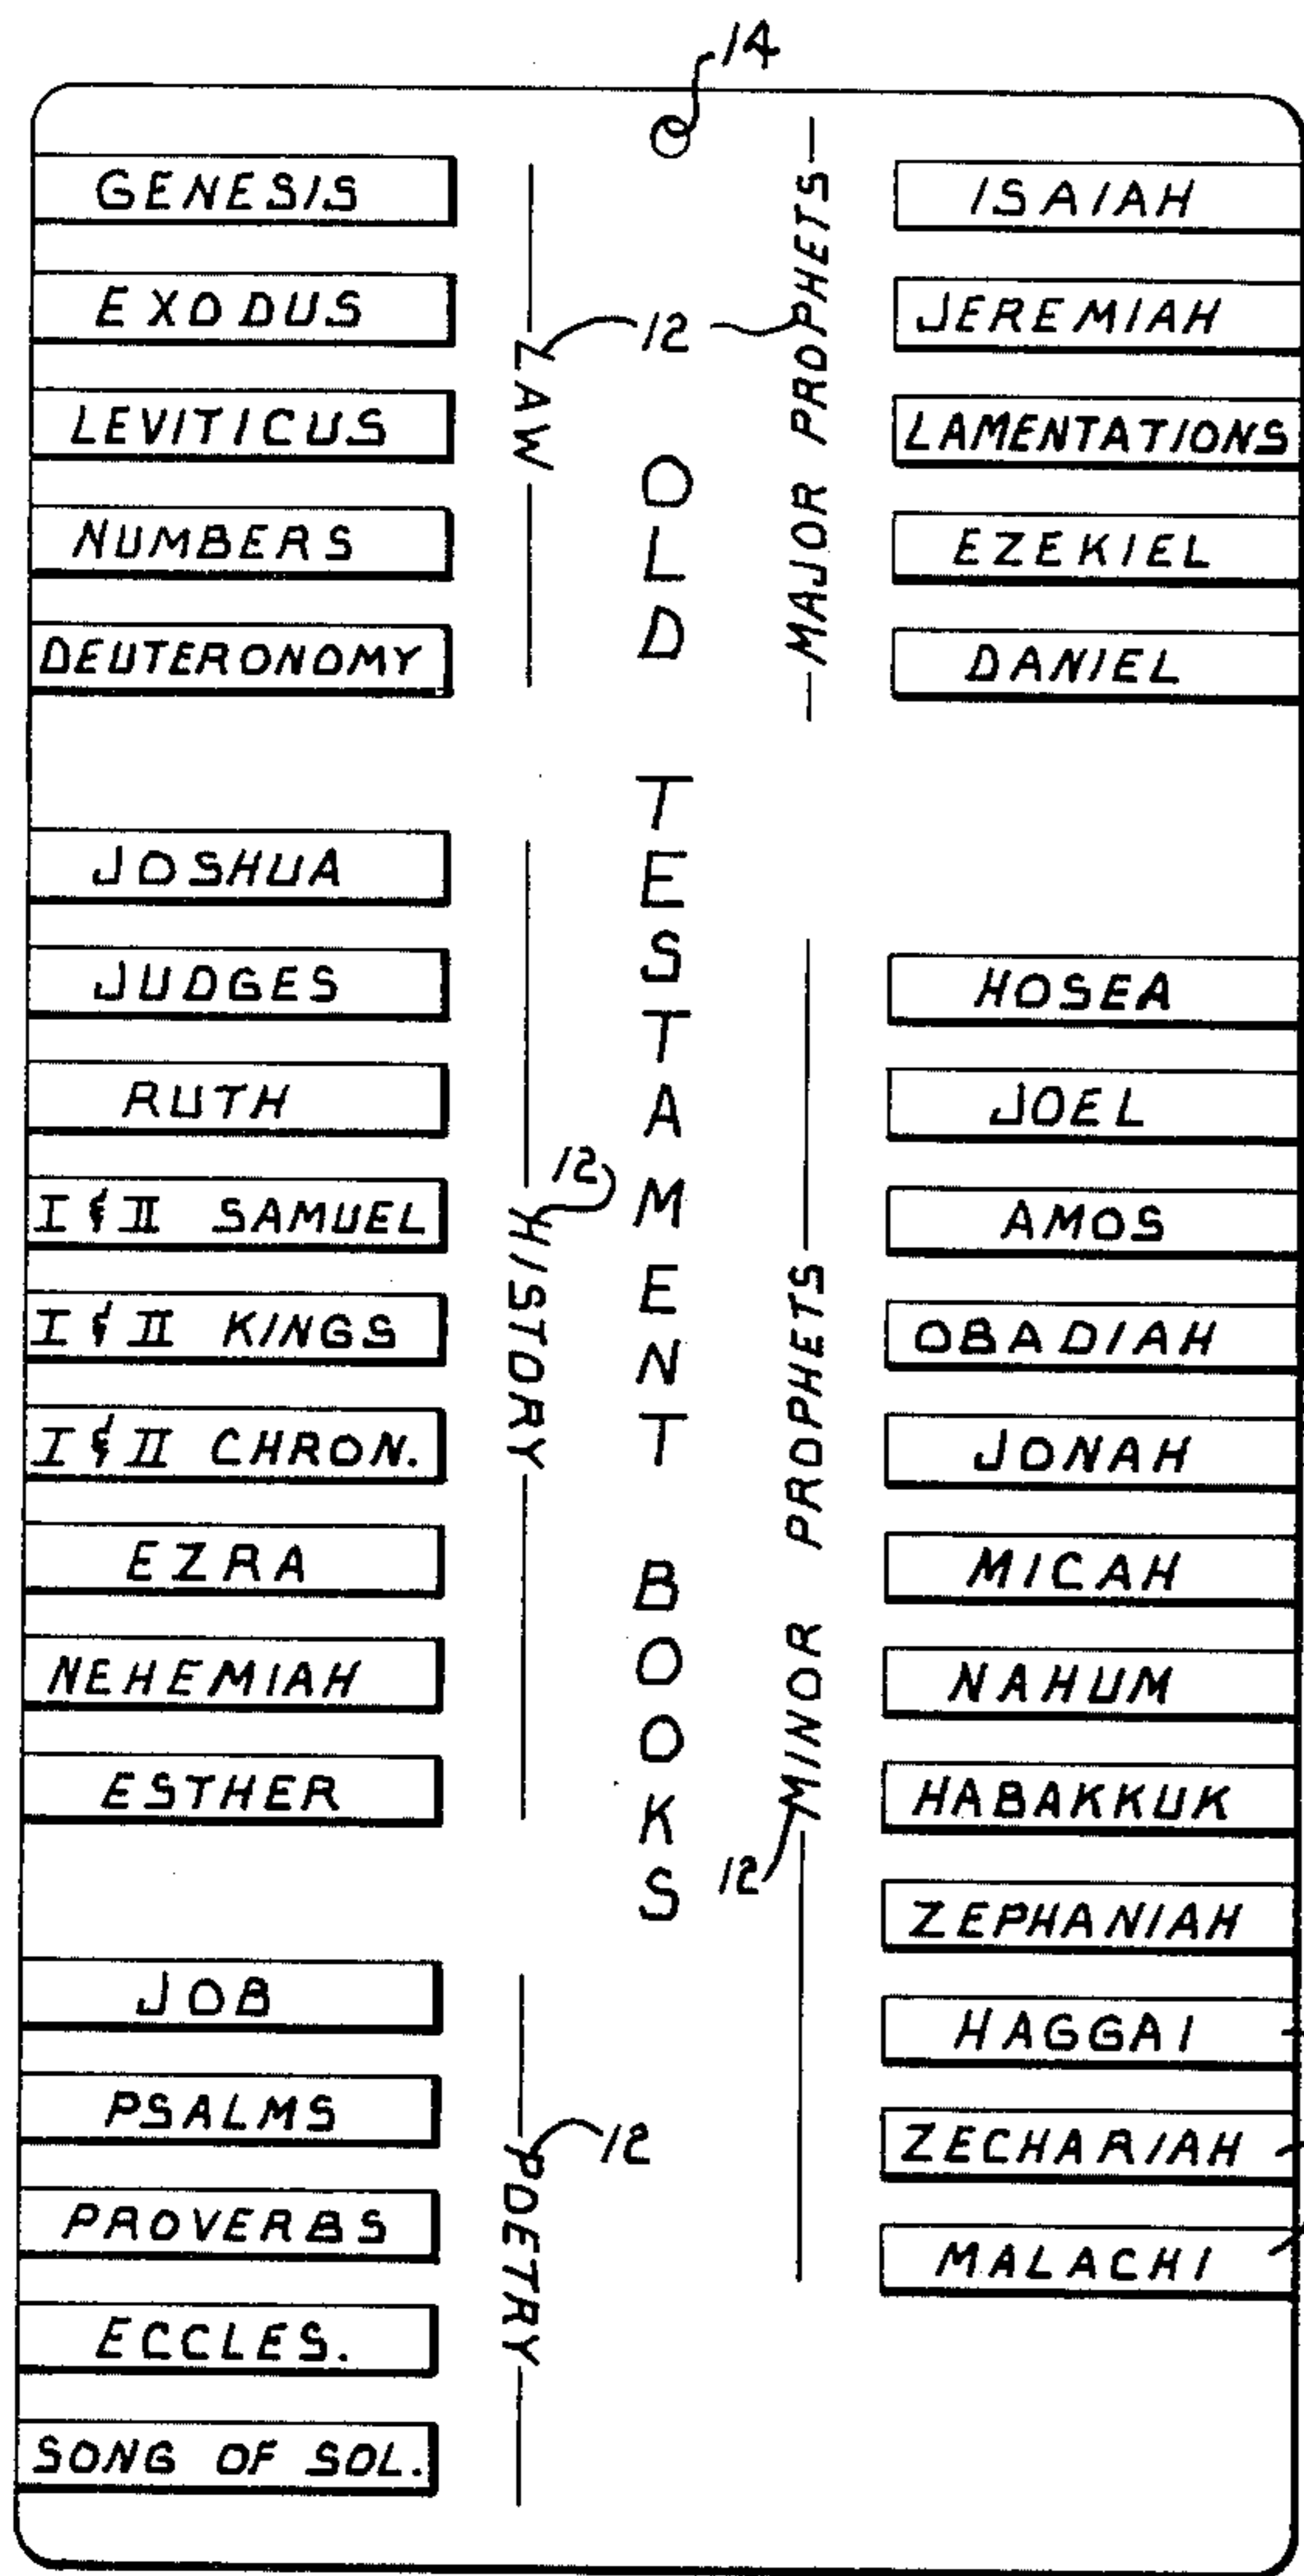 14
GENESIS
EXODUS
LEVITICUS
NUMBERS
DEUTERONOMY
LAW
12
JOSHUA
JUDGES
RUTH
I & II SAMUEL
I & II KINGS
I & II CHRON.
EZRA
NEHEMIAH
ESTHER
HISTORY
12
JOB
PSALMS
PROVERBS
ECCLES.
SONG OF SOL.
POETRY
12
OLD TESTAMENT BOOKS
MAJOR PROPHETS
ISAIAH
JEREMIAH
LAMENTATIONS
EZEKIEL
DANIEL
MINOR PROPHETS
12
HOSEA
JOEL
AMOS
OBADIAH
JONAH
MICAH
NAHUM
HABAKKUK
ZEPHANIAH
HAGGAI
ZECHARIAH
MALACHI